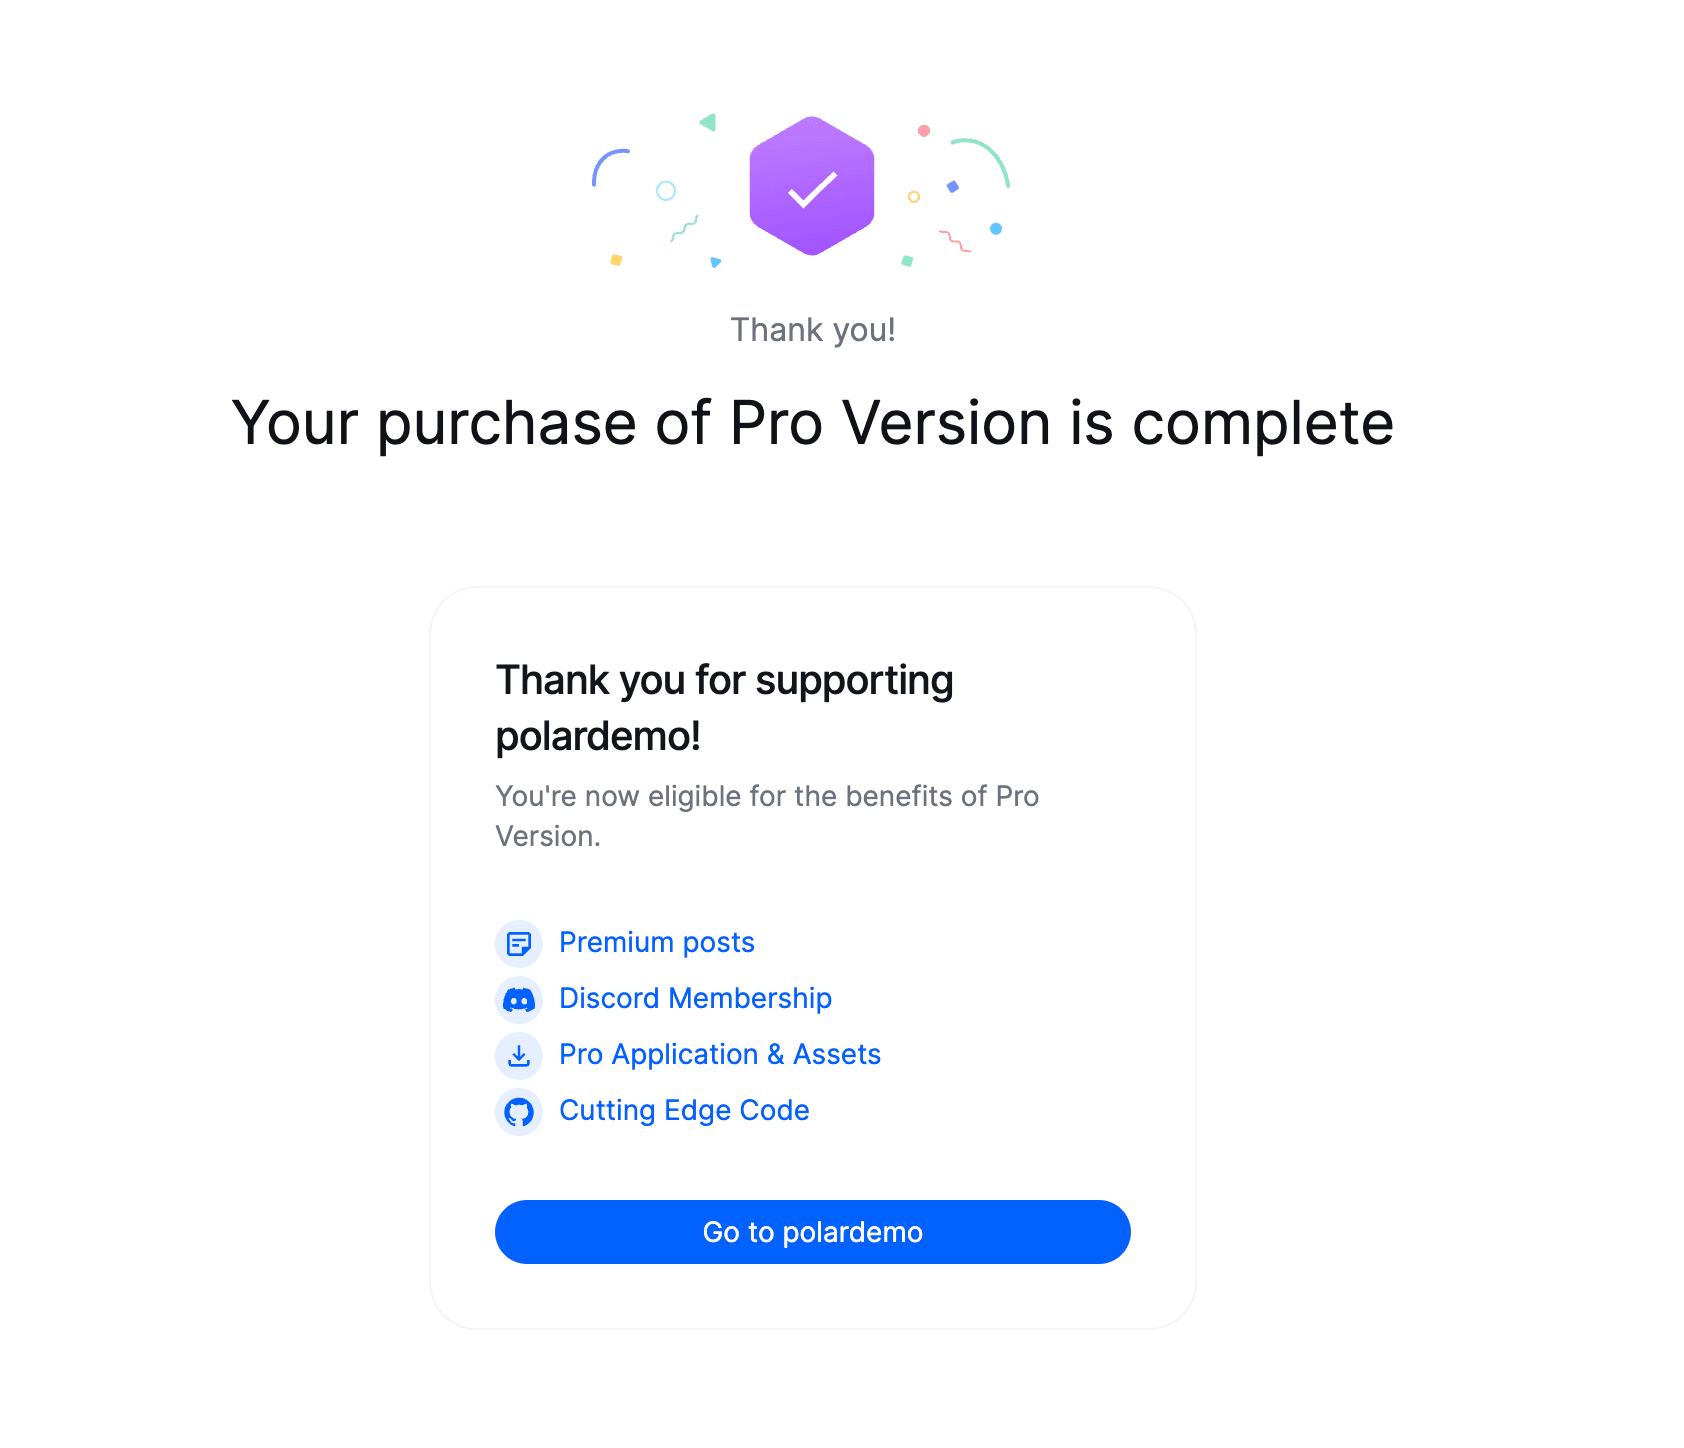 Thank you!
Your purchase of Pro Version is complete
Thank you for supporting
polardemo!
You're now eligible for the benefits of Pro
Version.
Premium posts
Discord Membership
Pro Application & Assets
Cutting Edge Code
Go to polardemo